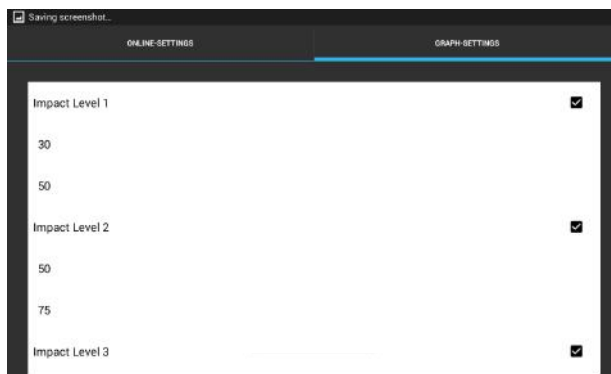 Saving screenshot...
ONLINE-SETTINGS
GRAPH-SETTINGS
Impact Level 1
30
50
Impact Level 2
50
75
Impact Level 3